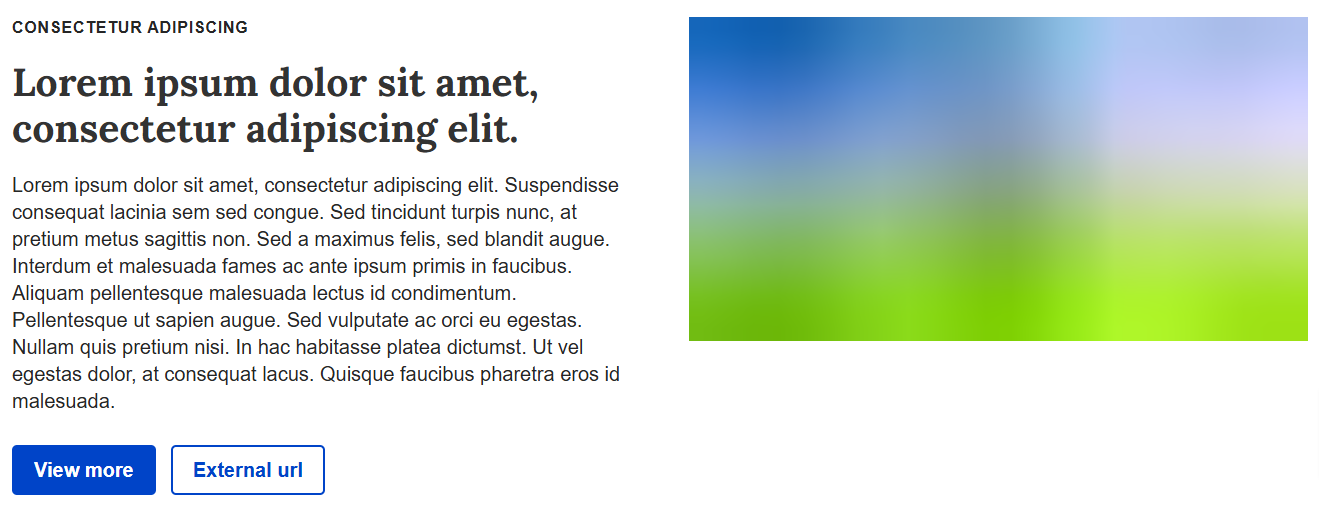 CONSECTETUR ADIPISCING
Lorem ipsum dolor sit amet,
consectetur adipiscing elit.
Lorem ipsum dolor sit amet, consectetur adipiscing elit. Suspendisse
consequat lacinia sem sed congue. Sed tincidunt turpis nunc, at
pretium metus sagittis non. Sed a maximus felis, sed blandit augue.
Interdum et malesuada fames ac ante ipsum primis in faucibus.
Aliquam pellentesque malesuada lectus id condimentum.
Pellentesque ut sapien augue. Sed vulputate ac orci eu egestas.
Nullam quis pretium nisi. In hac habitasse platea dictumst. Ut vel
egestas dolor, at consequat lacus. Quisque faucibus pharetra eros id
malesuada.
View more
External url